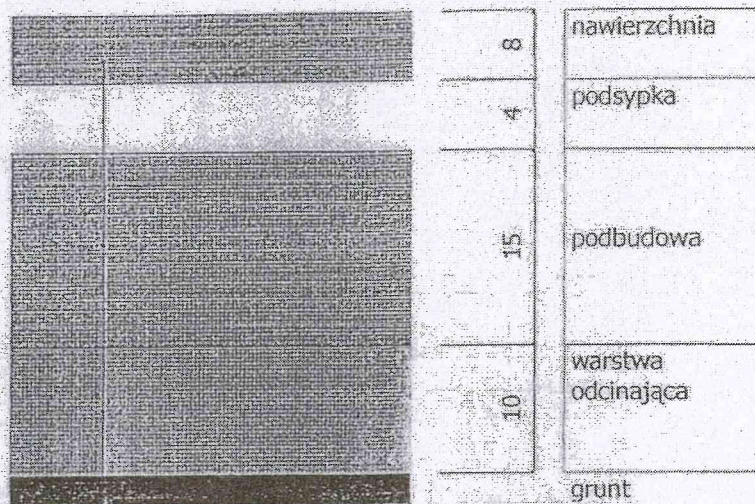 8
nawierzchnia
4
podsypka
15
podbudowa
10
warstwa
odcinająca
grunt